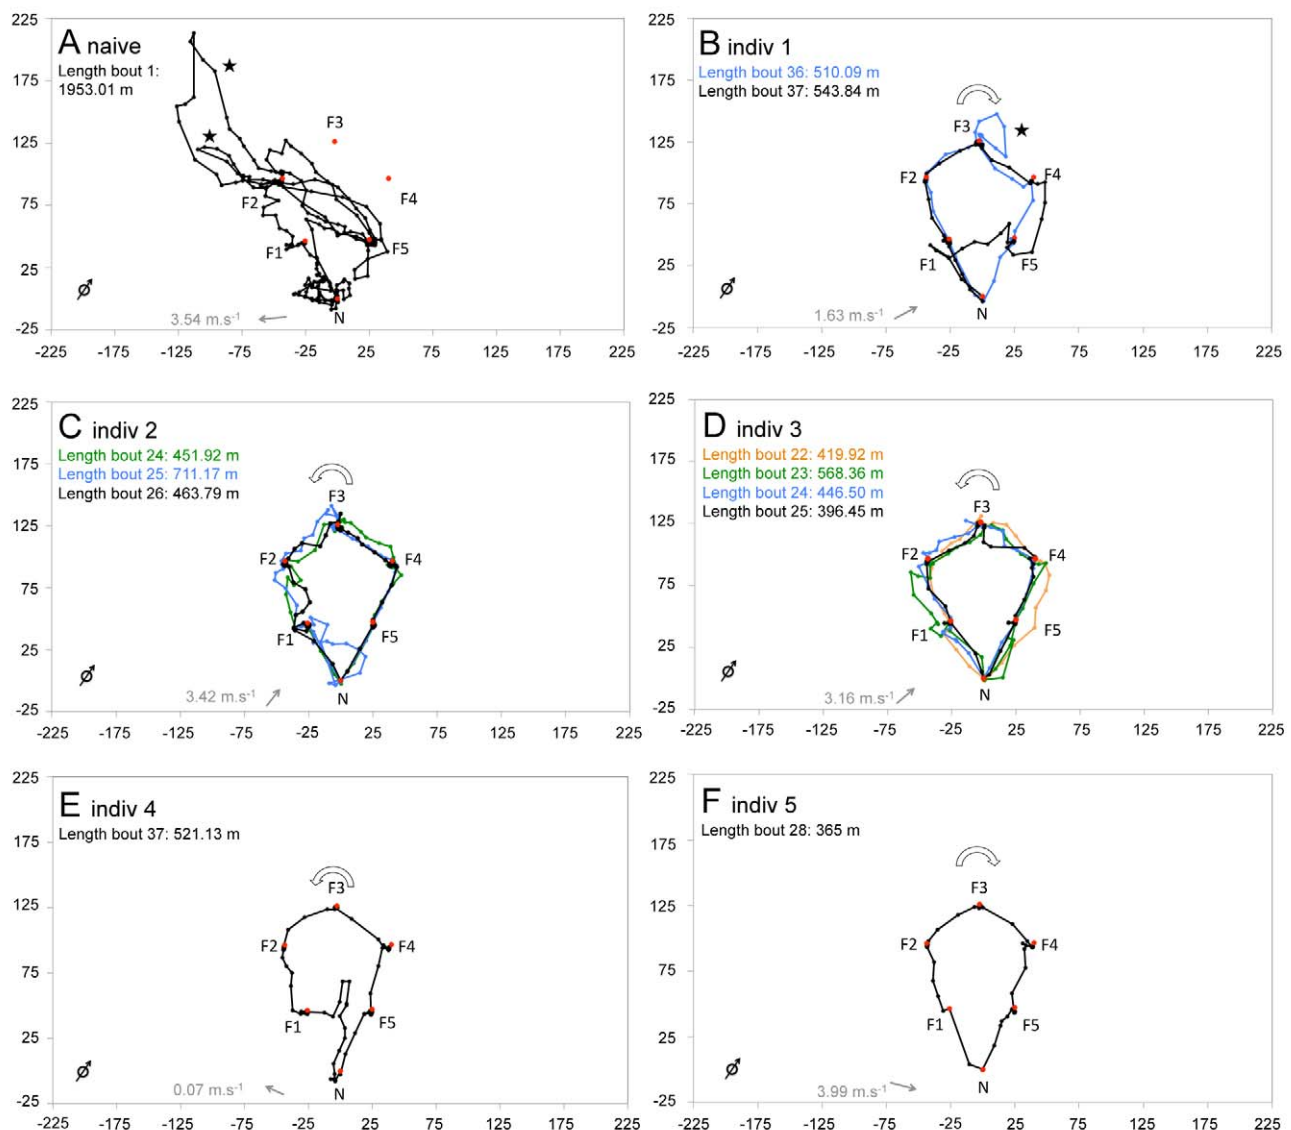 A naive
Length bout 1:
1953.01 m
225
175
125
75
25
-25
F3
F4
F2
F1
F5
N
3.54 m.s-1
-225 -175 -125 -75 -25 25 75 125 175 225
B indiv 1
Length bout 36: 510.09 m
Length bout 37: 543.84 m
225
175
125
75
25
-25
F3
F4
F2
F1
F5
N
1.63 m.s-1
-225 -175 -125 -75 -25 25 75 125 175 225
C indiv 2
Length bout 24: 451.92 m
Length bout 25: 711.17 m
Length bout 26: 463.79 m
225
175
125
75
25
-25
F3
F2
F4
F1
F5
N
3.42 m.s-1
-225 -175 -125 -75 -25 25 75 125 175 225
D indiv 3
Length bout 22: 419.92 m
Length bout 23: 568.36 m
Length bout 24: 446.50 m
Length bout 25: 396.45 m
225
175
125
75
25
-25
F3
F2
F4
F1
F5
N
3.16 m.s-1
-225 -175 -125 -75 -25 25 75 125 175 225
E indiv 4
Length bout 37: 521.13 m
225
175
125
75
25
-25
F3
F2
F4
F1
F5
N
0.07 m.s-1
-225 -175 -125 -75 -25 25 75 125 175 225
F indiv 5
Length bout 28: 365 m
225
175
125
75
25
-25
F3
F2
F4
F1
F5
N
3.99 m.s-1
-225 -175 -125 -75 -25 25 75 125 175 225